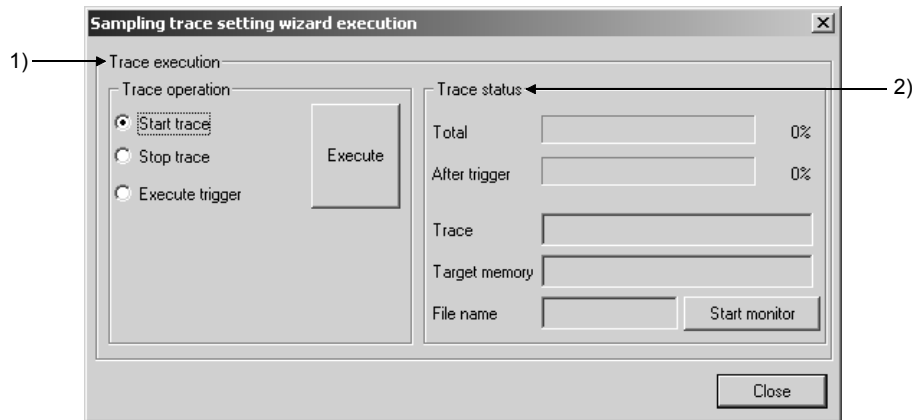 Sampling trace setting wizard execution
1)
Trace execution
Trace operation
Start trace
Stop trace
Execute trigger
Execute
Trace status
2)
Total
0%
After trigger
0%
Trace
Target memory
File name
Start monitor
Close